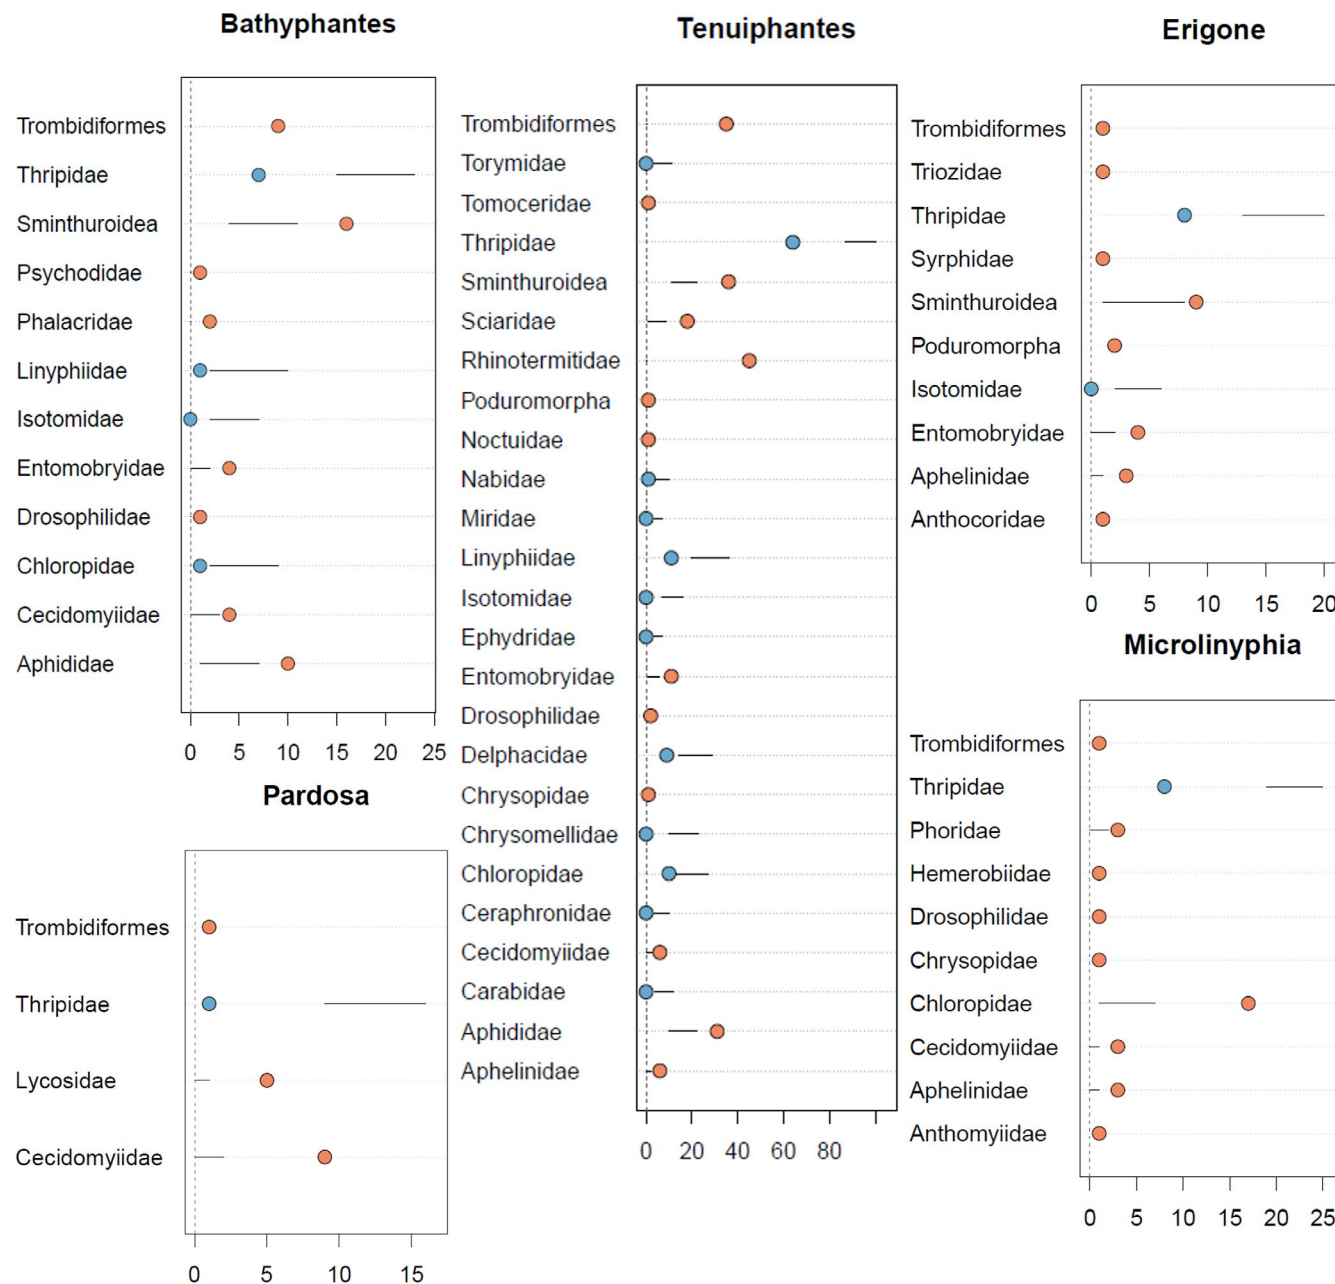 Bathyphantes
Trombidiformes
Thripidae
Sminthuroidea
Psychodidae
Phalacridae
Linyphiidae
Isotomidae
Entomobryidae
Drosophilidae
Chloropidae
Cecidomyiidae
Aphididae
0 5 10 15 20 25
Pardosa
Trombidiformes
Thripidae
Lycosidae
Cecidomyiidae
0 5 10 15
Tenuiphantes
Trombidiformes
Torymidae
Tomoceridae
Thripidae
Sminthuroidea
Sciaridae
Rhinotermitidae
Poduromorpha
Noctuidae
Nabidae
Miridae
Linyphiidae
Isotomidae
Ephydridae
Entomobryidae
Drosophilidae
Delphacidae
Chrysopidae
Chrysomellidae
Chloropidae
Ceraphronidae
Cecidomyiidae
Carabidae
Aphididae
Aphelinidae
0 20 40 60 80
Erigone
Trombidiformes
Triozidae
Thripidae
Syrphidae
Sminthuroidea
Poduromorpha
Isotomidae
Entomobryidae
Aphelinidae
Anthocoridae
0 5 10 15 20
Microlinyphia
Trombidiformes
Thripidae
Phoridae
Hemerobiidae
Drosophilidae
Chrysopidae
Chloropidae
Cecidomyiidae
Aphelinidae
Anthomyiidae
0 5 10 15 20 25